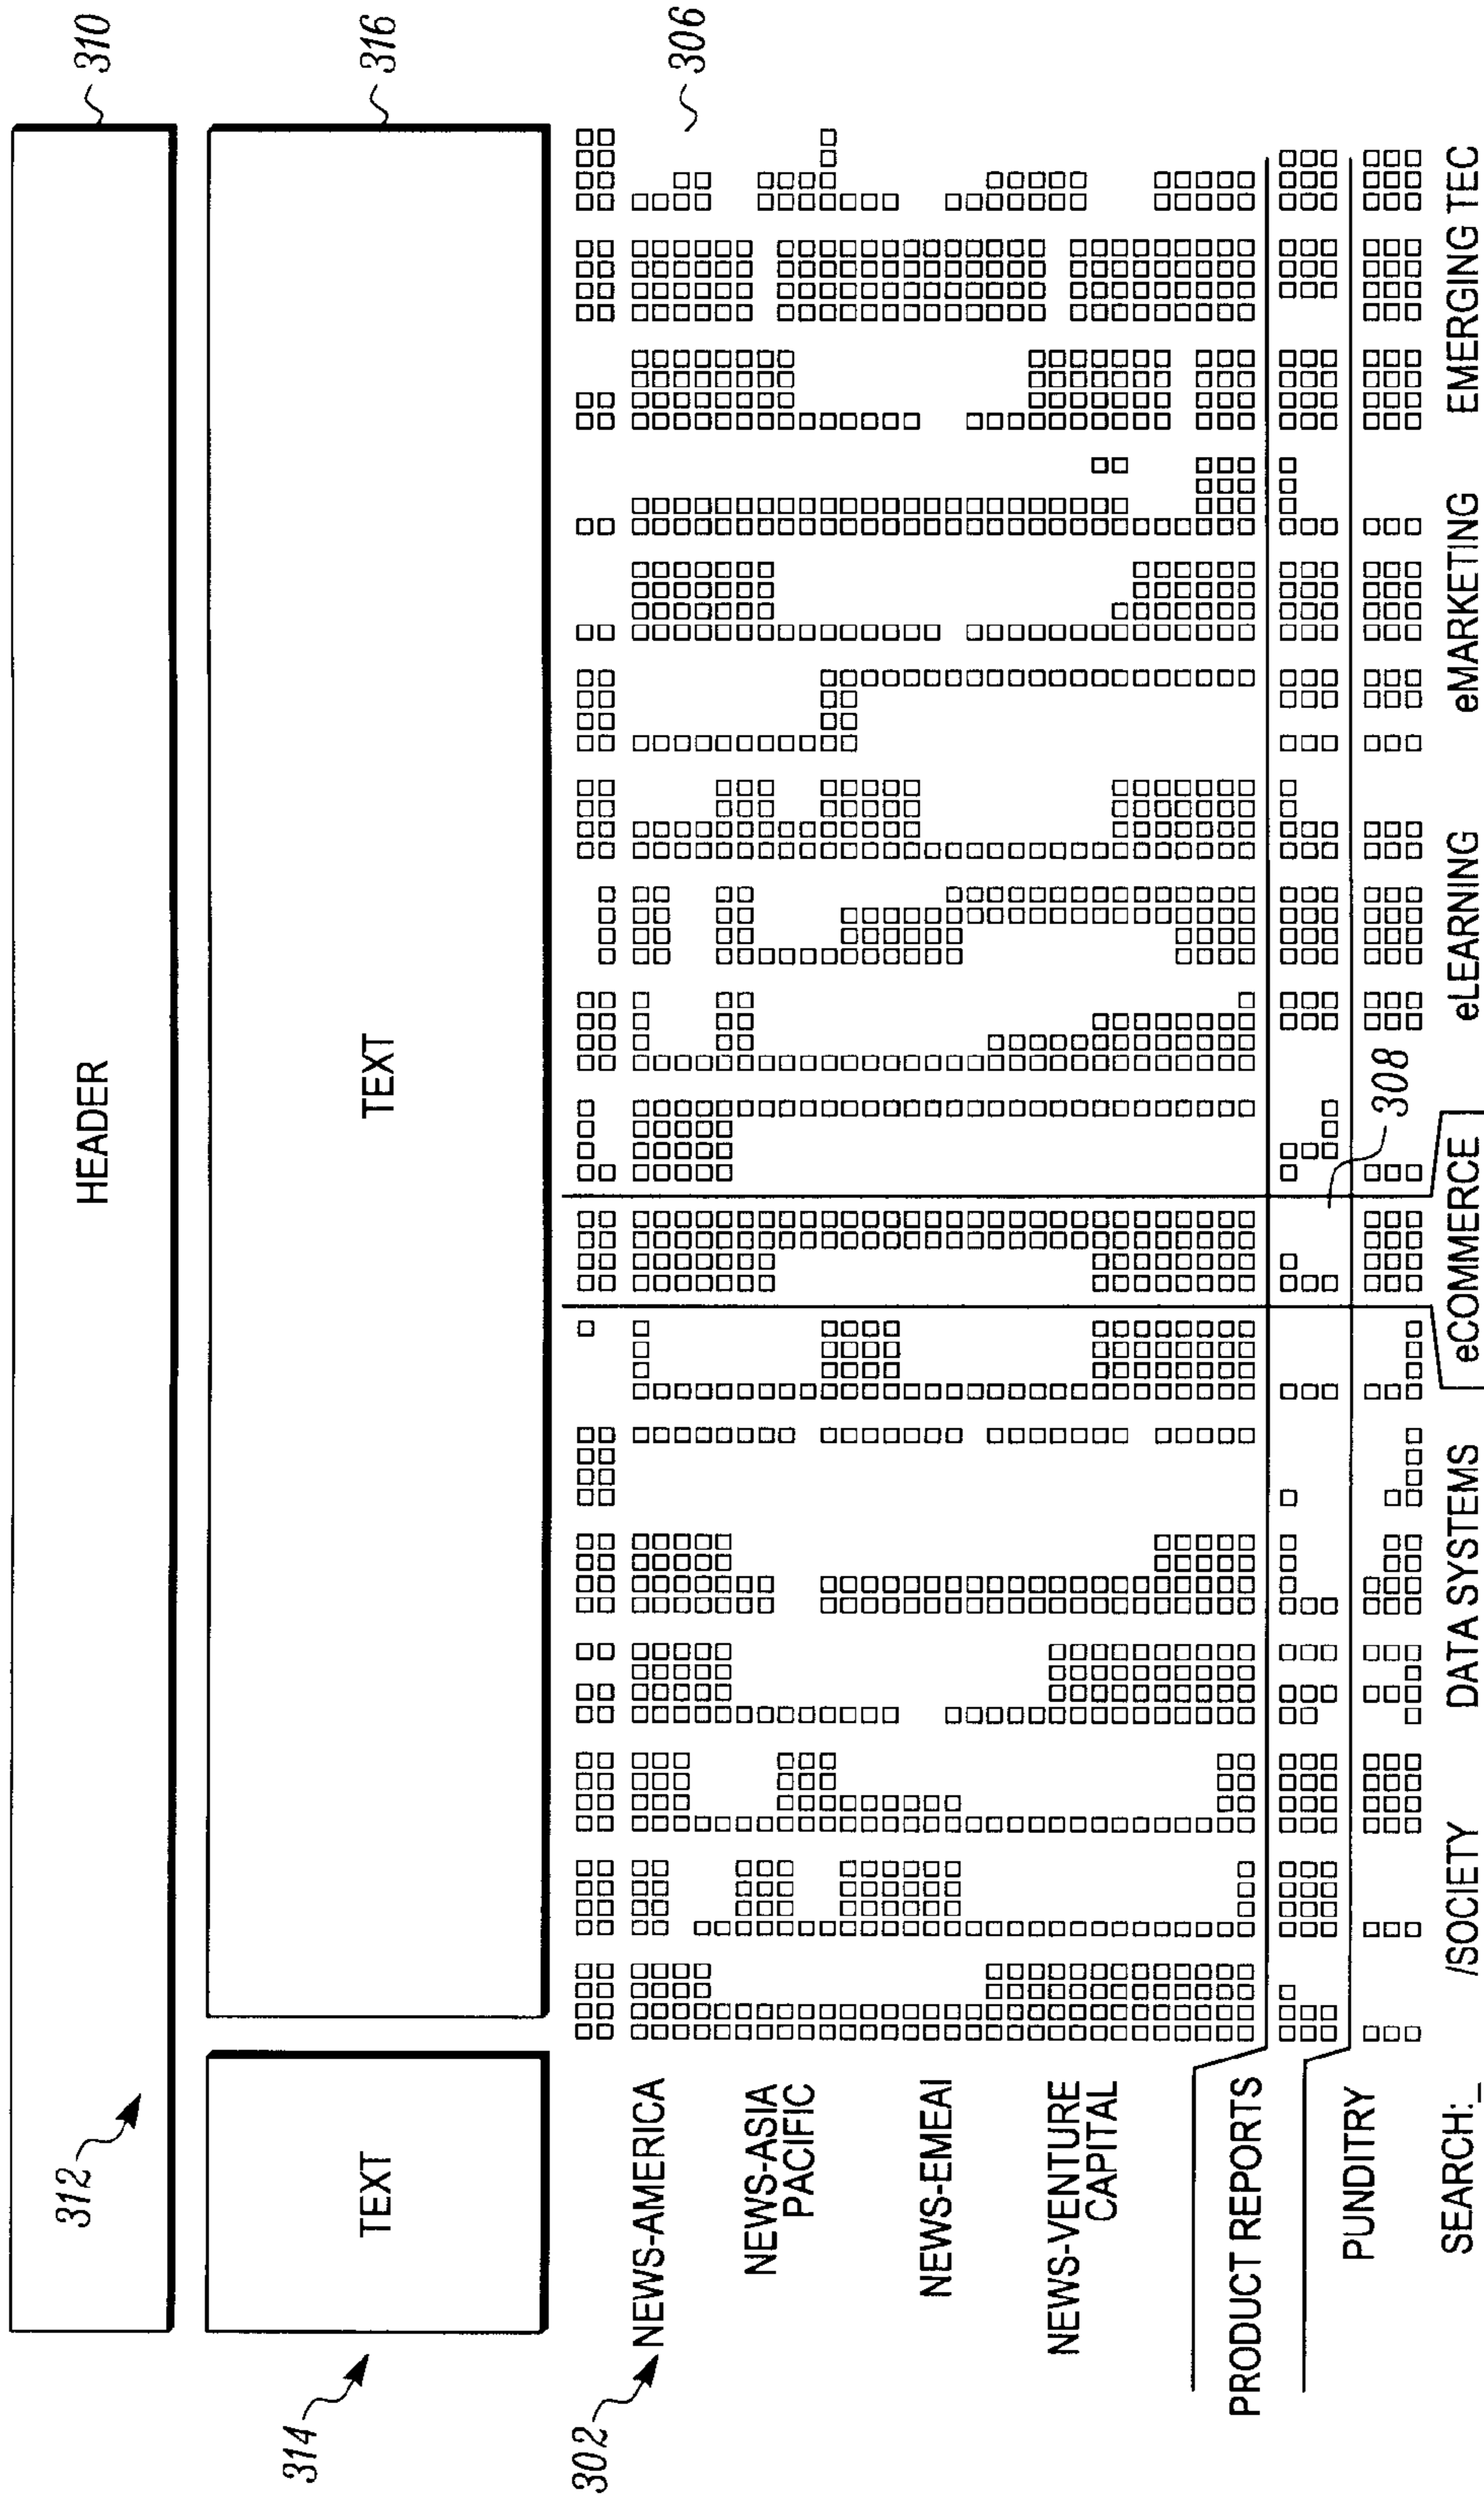 310
HEADER
312
316
TEXT
TEXT
314
306
302
NEWS-AMERICA
NEWS-ASIA
PACIFIC
NEWS-EMEAI
NEWS-VENTURE
CAPITAL
PRODUCT REPORTS
PUNDITRY
308
SEARCH:_
/SOCIETY
DATA SYSTEMS
eCOMMERCE
eLEARNING
eMARKETING
EMERGING TEC